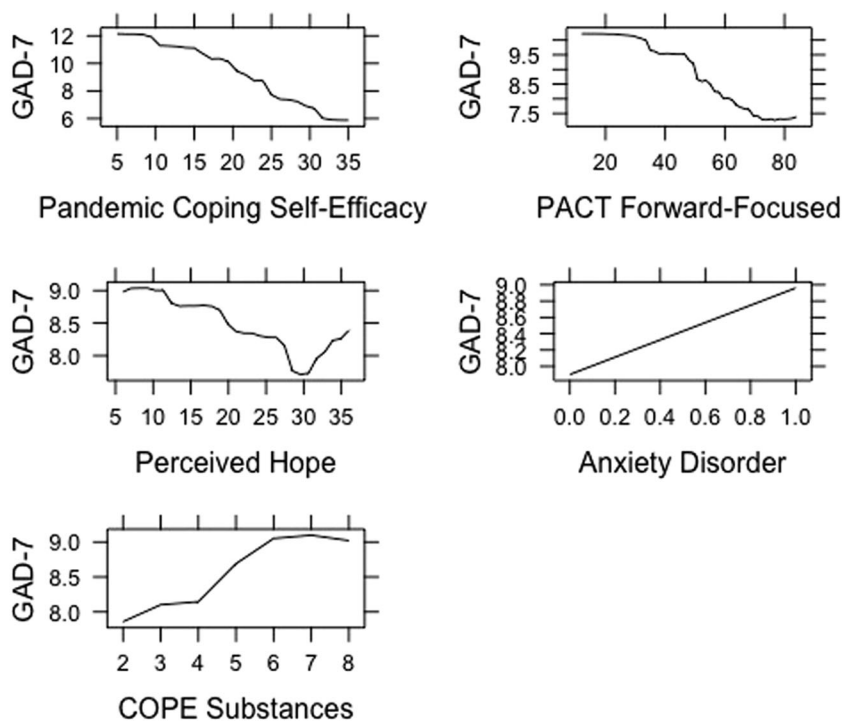 GAD-7
12
10
8
6
5 10 15 20 25 30 35
Pandemic Coping Self-Efficacy
GAD-7
9.5
8.5
7.5
20 40 60 80
PACT Forward-Focused
GAD-7
9.0
8.5
8.0
5 10 15 20 25 30 35
Perceived Hope
GAD-7
9.0
8.8
8.6
8.4
8.2
8.0
0.0 0.2 0.4 0.6 0.8 1.0
Anxiety Disorder
GAD-7
9.0
8.5
8.0
2 3 4 5 6 7 8
COPE Substances